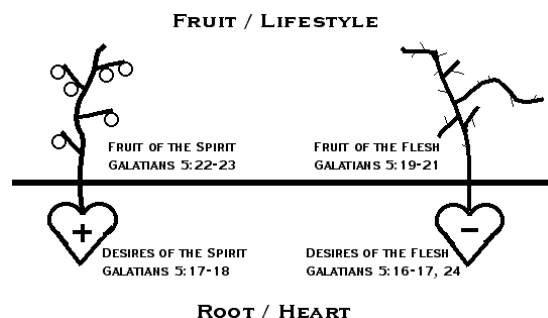 Fruit / Lifestyle
Fruit of the Spirit
Galatians 5:22-23
Fruit of the Flesh
Galatians 5:19-21
+
-
Desires of the Spirit
Galatians 5:17-18
Desires of the Flesh
Galatians 5:16-17, 24
Root / Heart